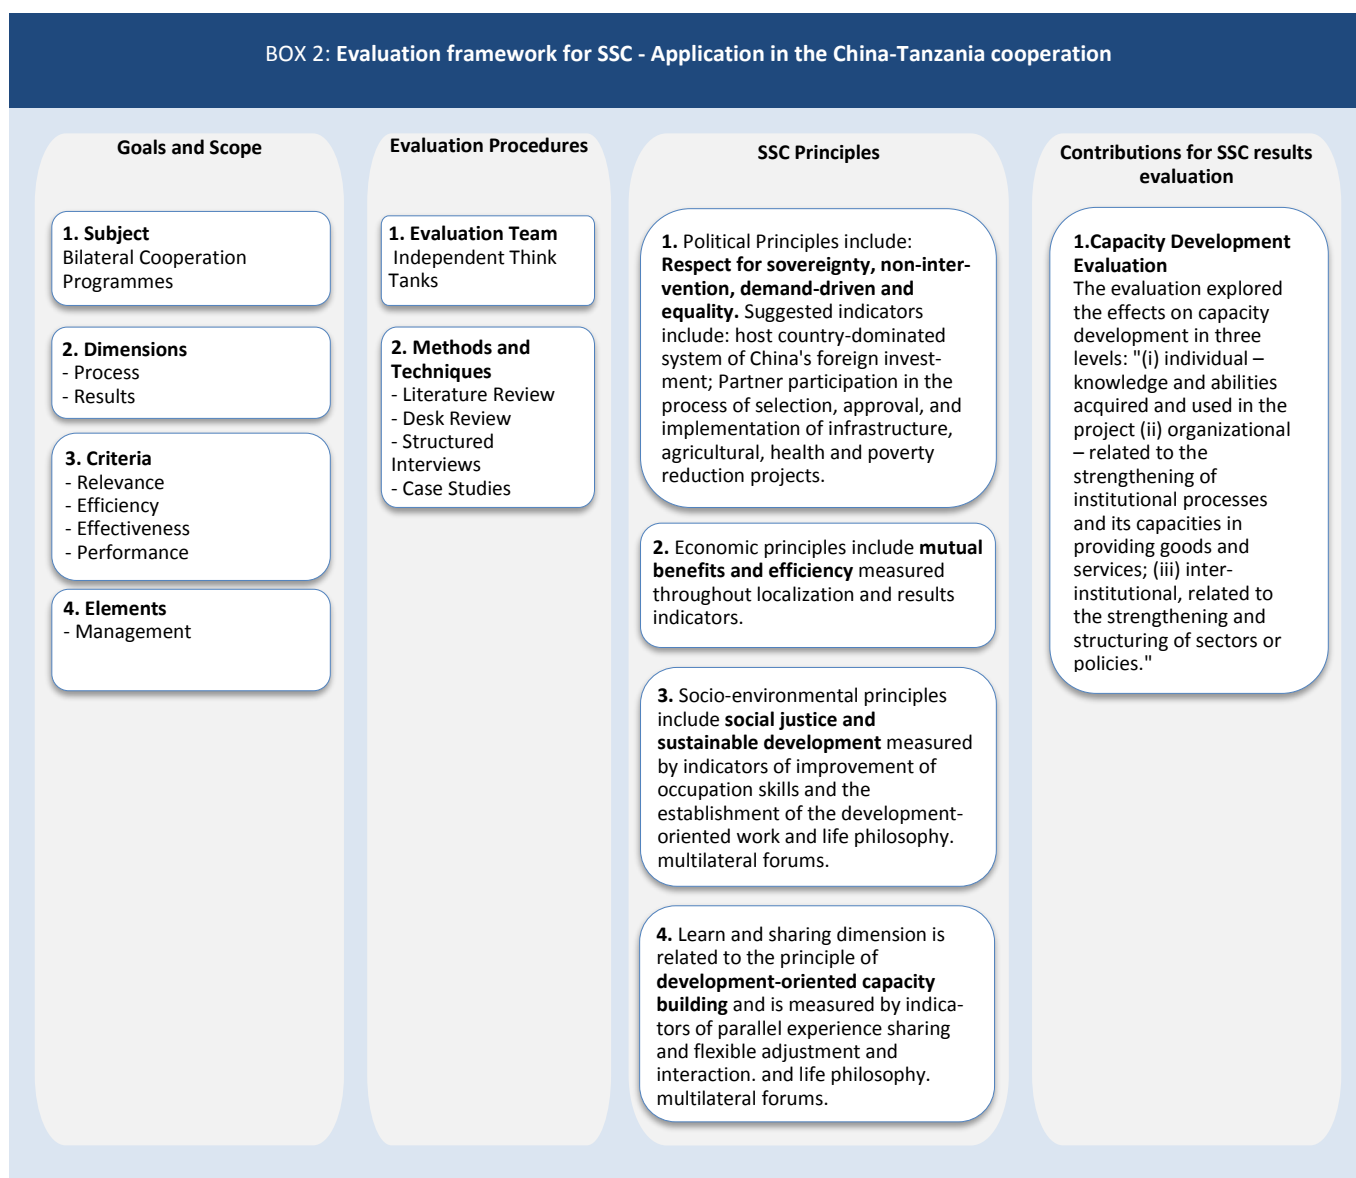 BOX 2: Evaluation framework for SSC - Application in the China-Tanzania cooperation
Goals and Scope
1. Subject
Bilateral Cooperation
Programmes
2. Dimensions
- Process
- Results
3. Criteria
- Relevance
- Efficiency
- Effectiveness
- Performance
4. Elements
- Management
Evaluation Procedures
1. Evaluation Team
Independent Think
Tanks
2. Methods and
Techniques
- Literature Review
- Desk Review
- Structured
Interviews
- Case Studies
SSC Principles
1. Political Principles include:
Respect for sovereignty, non-inter-
vention, demand-driven and
equality. Suggested indicators
include: host country-dominated
system of China's foreign invest-
ment; Partner participation in the
process of selection, approval, and
implementation of infrastructure,
agricultural, health and poverty
reduction projects.
2. Economic principles include mutual
benefits and efficiency measured
throughout localization and results
indicators.
3. Socio-environmental principles
include social justice and
sustainable development measured
by indicators of improvement of
occupation skills and the
establishment of the development-
oriented work and life philosophy.
multilateral forums.
4. Learn and sharing dimension is
related to the principle of
development-oriented capacity
building and is measured by indica-
tors of parallel experience sharing
and flexible adjustment and
interaction. and life philosophy.
multilateral forums.
Contributions for SSC results
evaluation
1.Capacity Development
Evaluation
The evaluation explored
the effects on capacity
development in three
levels: "(i) individual –
knowledge and abilities
acquired and used in the
project (ii) organizational
– related to the
strengthening of
institutional processes
and its capacities in
providing goods and
services; (iii) inter-
institutional, related to
the strengthening and
structuring of sectors or
policies."